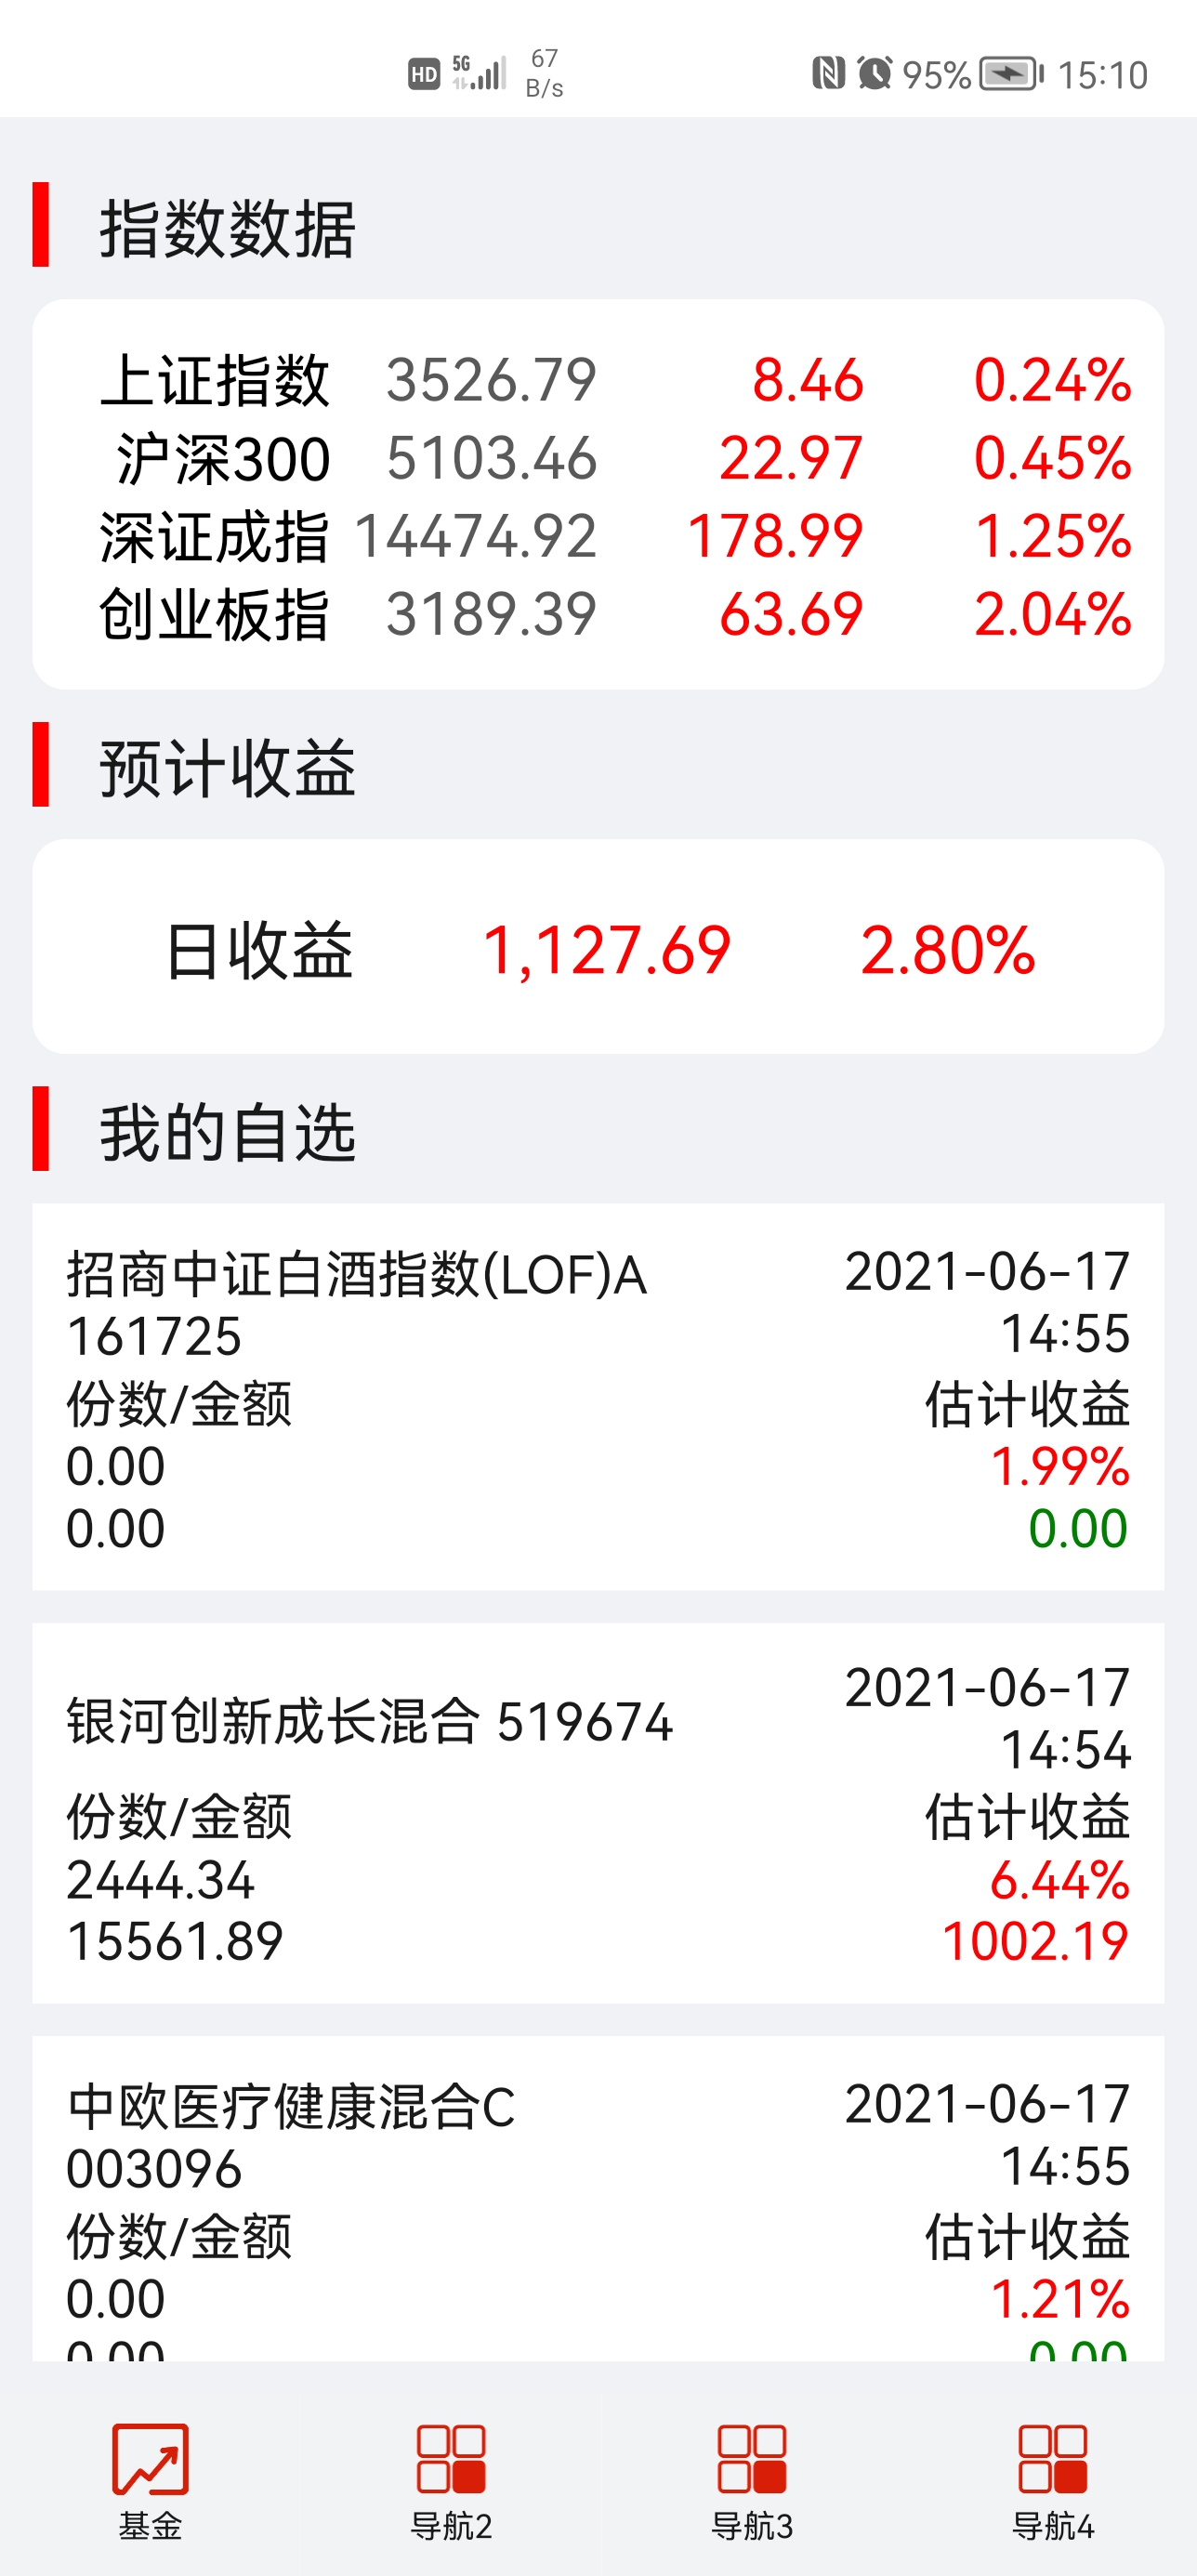 HD 5G 67 B/s 95% 15:10
指数数据
上证指数 3526.79 8.46 0.24%
沪深300 5103.46 22.97 0.45%
深证成指 14474.92 178.99 1.25%
创业板指 3189.39 63.69 2.04%
预计收益
日收益 1,127.69 2.80%
我的自选
招商中证白酒指数(LOF)A 2021-06-17
161725 14:55
份数/金额 估计收益
0.00 1.99%
0.00 0.00
2021-06-17
银河创新成长混合 519674
14:54
份数/金额 估计收益
2444.34 6.44%
15561.89 1002.19
中欧医疗健康混合C 2021-06-17
003096 14:55
份数/金额 估计收益
0.00 1.21%
0.00 0.00
基金 导航2 导航3 导航4